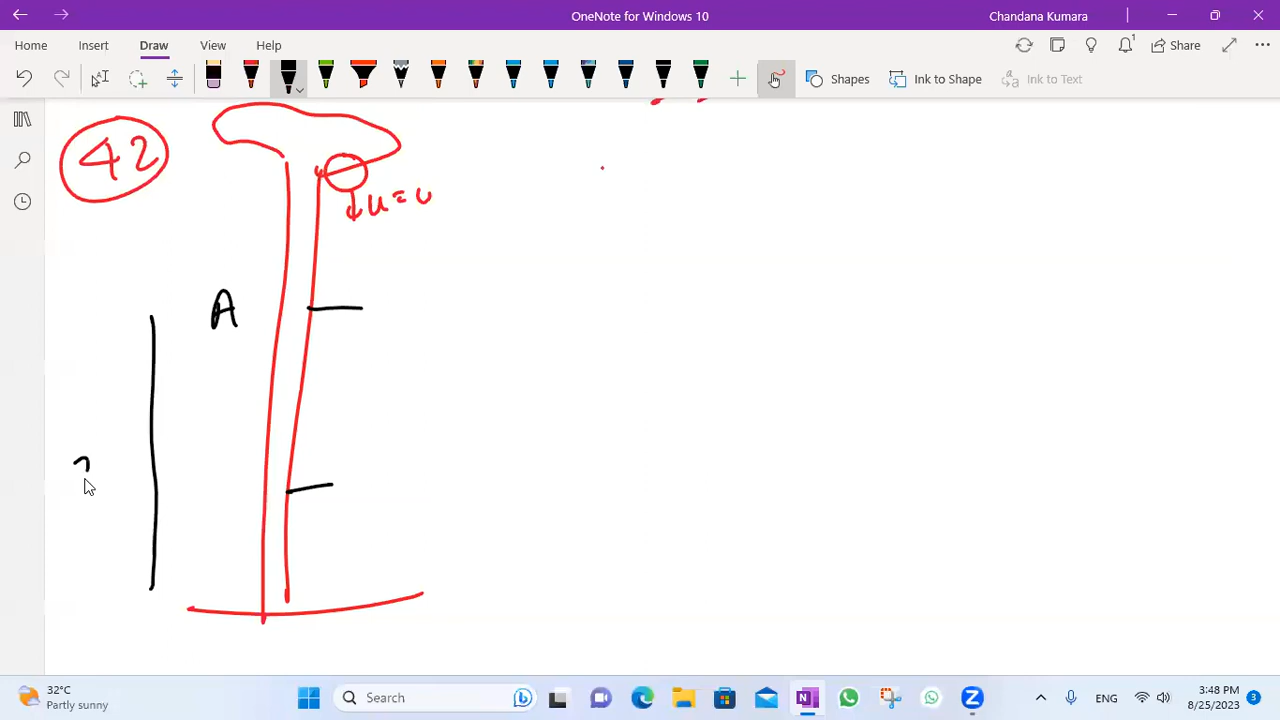 OneNote for Windows 10
Chandana Kumara
Home
Insert
Draw
View
Help
Share
Shapes
Ink to Shape
Ink to Text
42
A
32°C
Partly sunny
Search
ENG
3:48 PM
8/25/2023
3